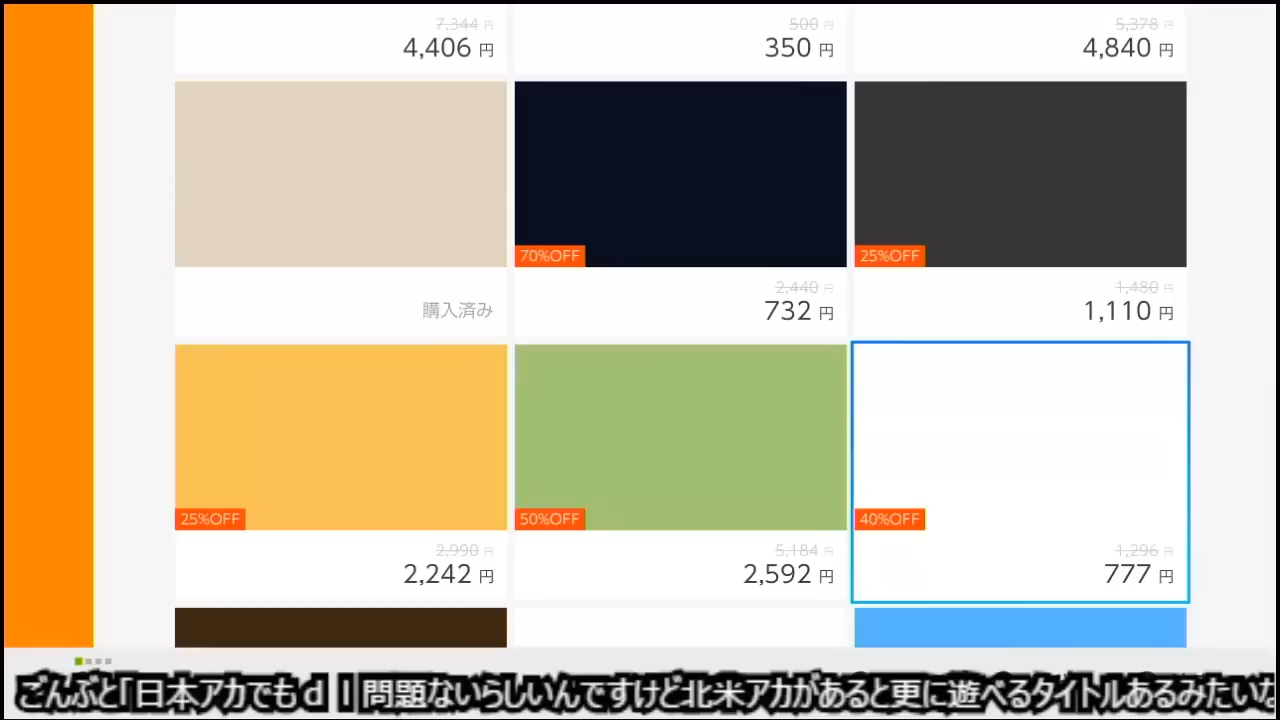 7,344 円 500 円 5,378 円
4,406 円 350 円 4,840 円
70%OFF 25%OFF
2,440 円 1,480 円
購入済み 732 円 1,110 円
25%OFF 50%OFF 40%OFF
2,990 円 5,184 円 1,296 円
2,242 円 2,592 円 777 円
ごんぶと「日本アカでもｄｌ問題ないらしいんですけど北米アカがあると更に遊べるタイトルあるみたいな